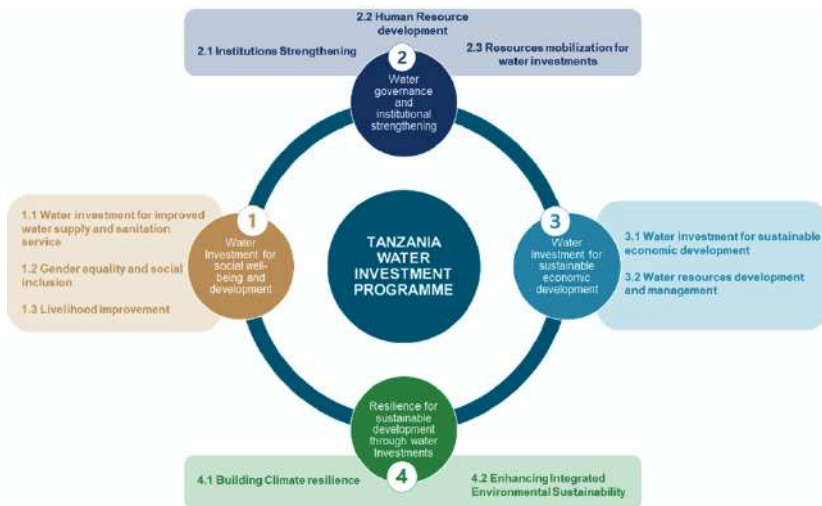 2.2 Human Resource
development
2.1 Institutions Strengthening
2.3 Resources mobilization for
water investments
2
Water
governance
and
institutional
strengthening
1.1 Water investment for improved
water supply and sanitation
service
1.2 Gender equality and social
inclusion
1.3 Livelihood improvement
1
Water
Investment for
social well-
being and
development
TANZANIA
WATER
INVESTMENT
PROGRAMME
3
Water
Investment for
sustainable
economic
development
3.1 Water investment for sustainable
economic development
3.2 Water resources development
and management
Resilience for
sustainable
development
through water
Investments
4
4.1 Building Climate resilience
4.2 Enhancing Integrated
Environmental Sustainability